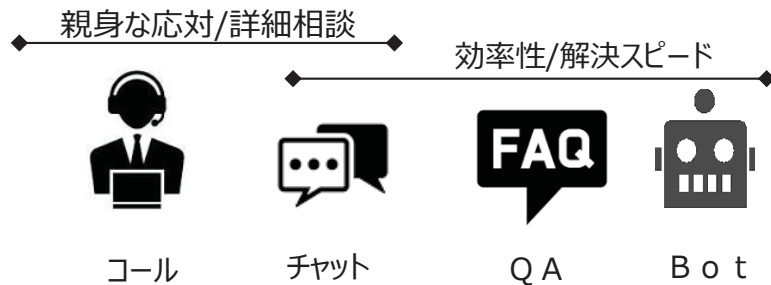 親身な応対/詳細相談
効率性/解決スピード
FAQ
コール
チャット
ＱＡ
Ｂｏｔ